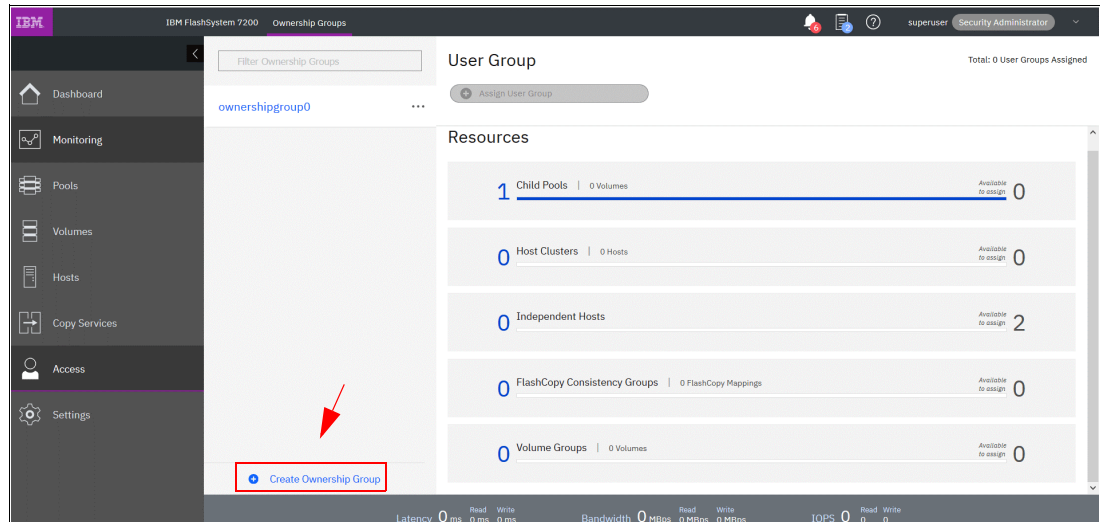 IBM
IBM FlashSystem 7200 Ownership Groups
6
2
?
superuser Security Administrator
Dashboard
Monitoring
Pools
Volumes
Hosts
Copy Services
Access
Settings
Filter Ownership Groups
ownershipgroup0 ...
Create Ownership Group
User Group
Total: 0 User Groups Assigned
Assign User Group
Resources
1 Child Pools | 0 Volumes Available to assign 0
0 Host Clusters | 0 Hosts Available to assign 0
0 Independent Hosts Available to assign 2
0 FlashCopy Consistency Groups | 0 FlashCopy Mappings Available to assign 0
0 Volume Groups | 0 Volumes Available to assign 0
Latency 0 ms Read 0 ms Write 0 ms
Bandwidth 0 MBps Read 0 MBps Write 0 MBps
IOPS 0 Read 0 Write 0